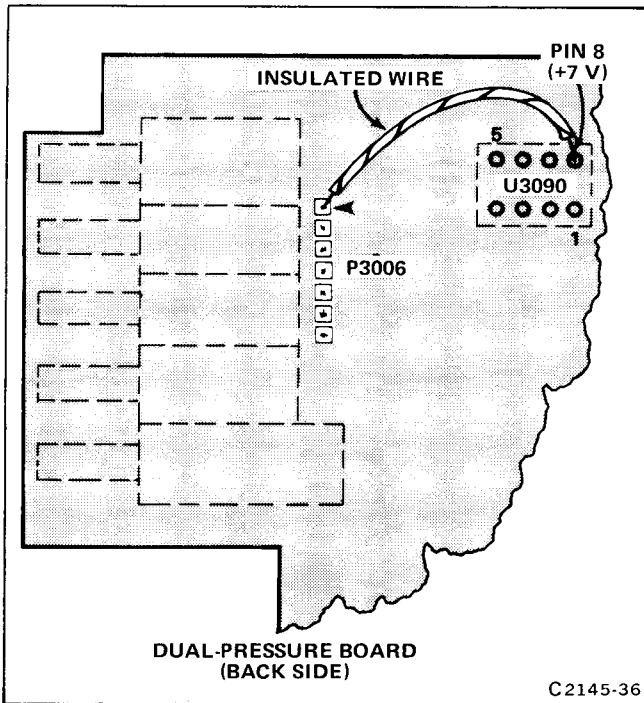 PIN 8
(+7 V)
INSULATED WIRE
5
U3090
1
P3006
DUAL-PRESSURE BOARD
(BACK SIDE)
C2145-36